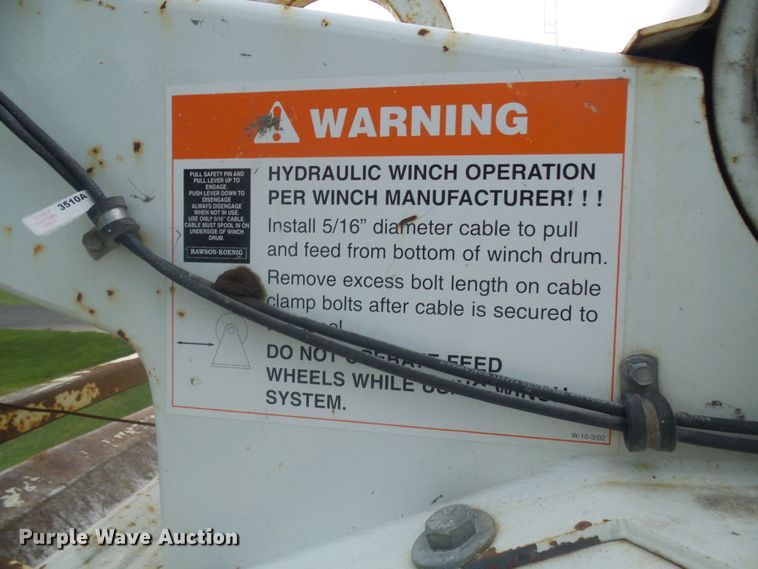 WARNING
PULL SAFETY PIN AND
PULL LEVER UP TO
ENGAGE.
PUSH LEVER DOWN TO
DISENGAGE
ALWAYS DISENGAGE
WHEN NOT IN USE.
USE ONLY 5/16" CABLE.
CABLE MUST SPOOL IN ON
UNDERSIDE OF WINCH
DRUM.
RAWSON-KOENIG
HYDRAULIC WINCH OPERATION
PER WINCH MANUFACTURER! ! !
Install 5/16" diameter cable to pull
and feed from bottom of winch drum.
Remove excess bolt length on cable
clamp bolts after cable is secured to
DO NOT OPERATE FEED
WHEELS WHILE USING WINCH
SYSTEM.
W-10-3/02
3510A
Purple Wave Auction